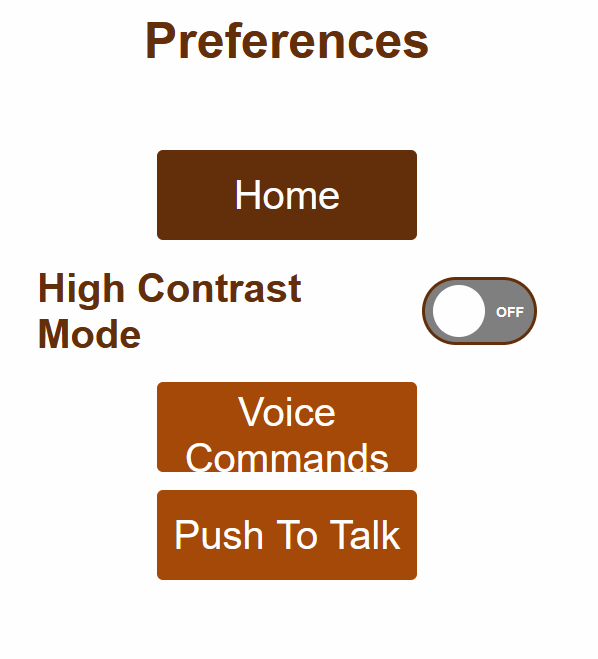 Preferences
Home
High Contrast
Mode
OFF
Voice
Commands
Push To Talk